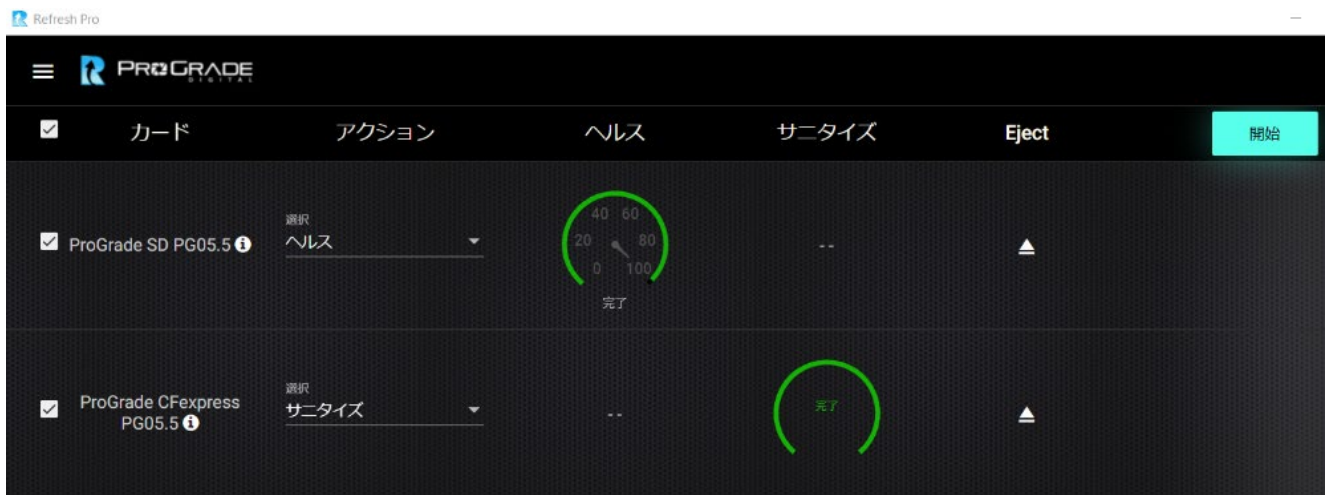 Refresh Pro
PROGRADE
DIGITAL
カード アクション ヘルス サニタイズ Eject 開始
ProGrade SD PG05.5
選択
ヘルス
40 60
20 80
0 100
完了
--
ProGrade CFexpress
PG05.5
選択
サニタイズ
--
完了